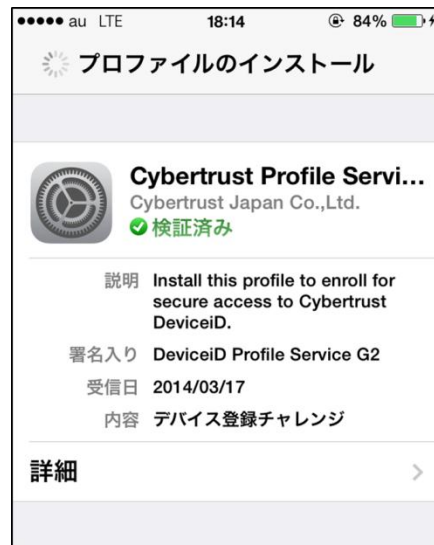 au LTE 18:14 84%
プロファイルのインストール
Cybertrust Profile Servi...
Cybertrust Japan Co.,Ltd.
検証済み
説明 Install this profile to enroll for
secure access to Cybertrust
DeviceiD.
署名入り DeviceiD Profile Service G2
受信日 2014/03/17
内容 デバイス登録チャレンジ
詳細